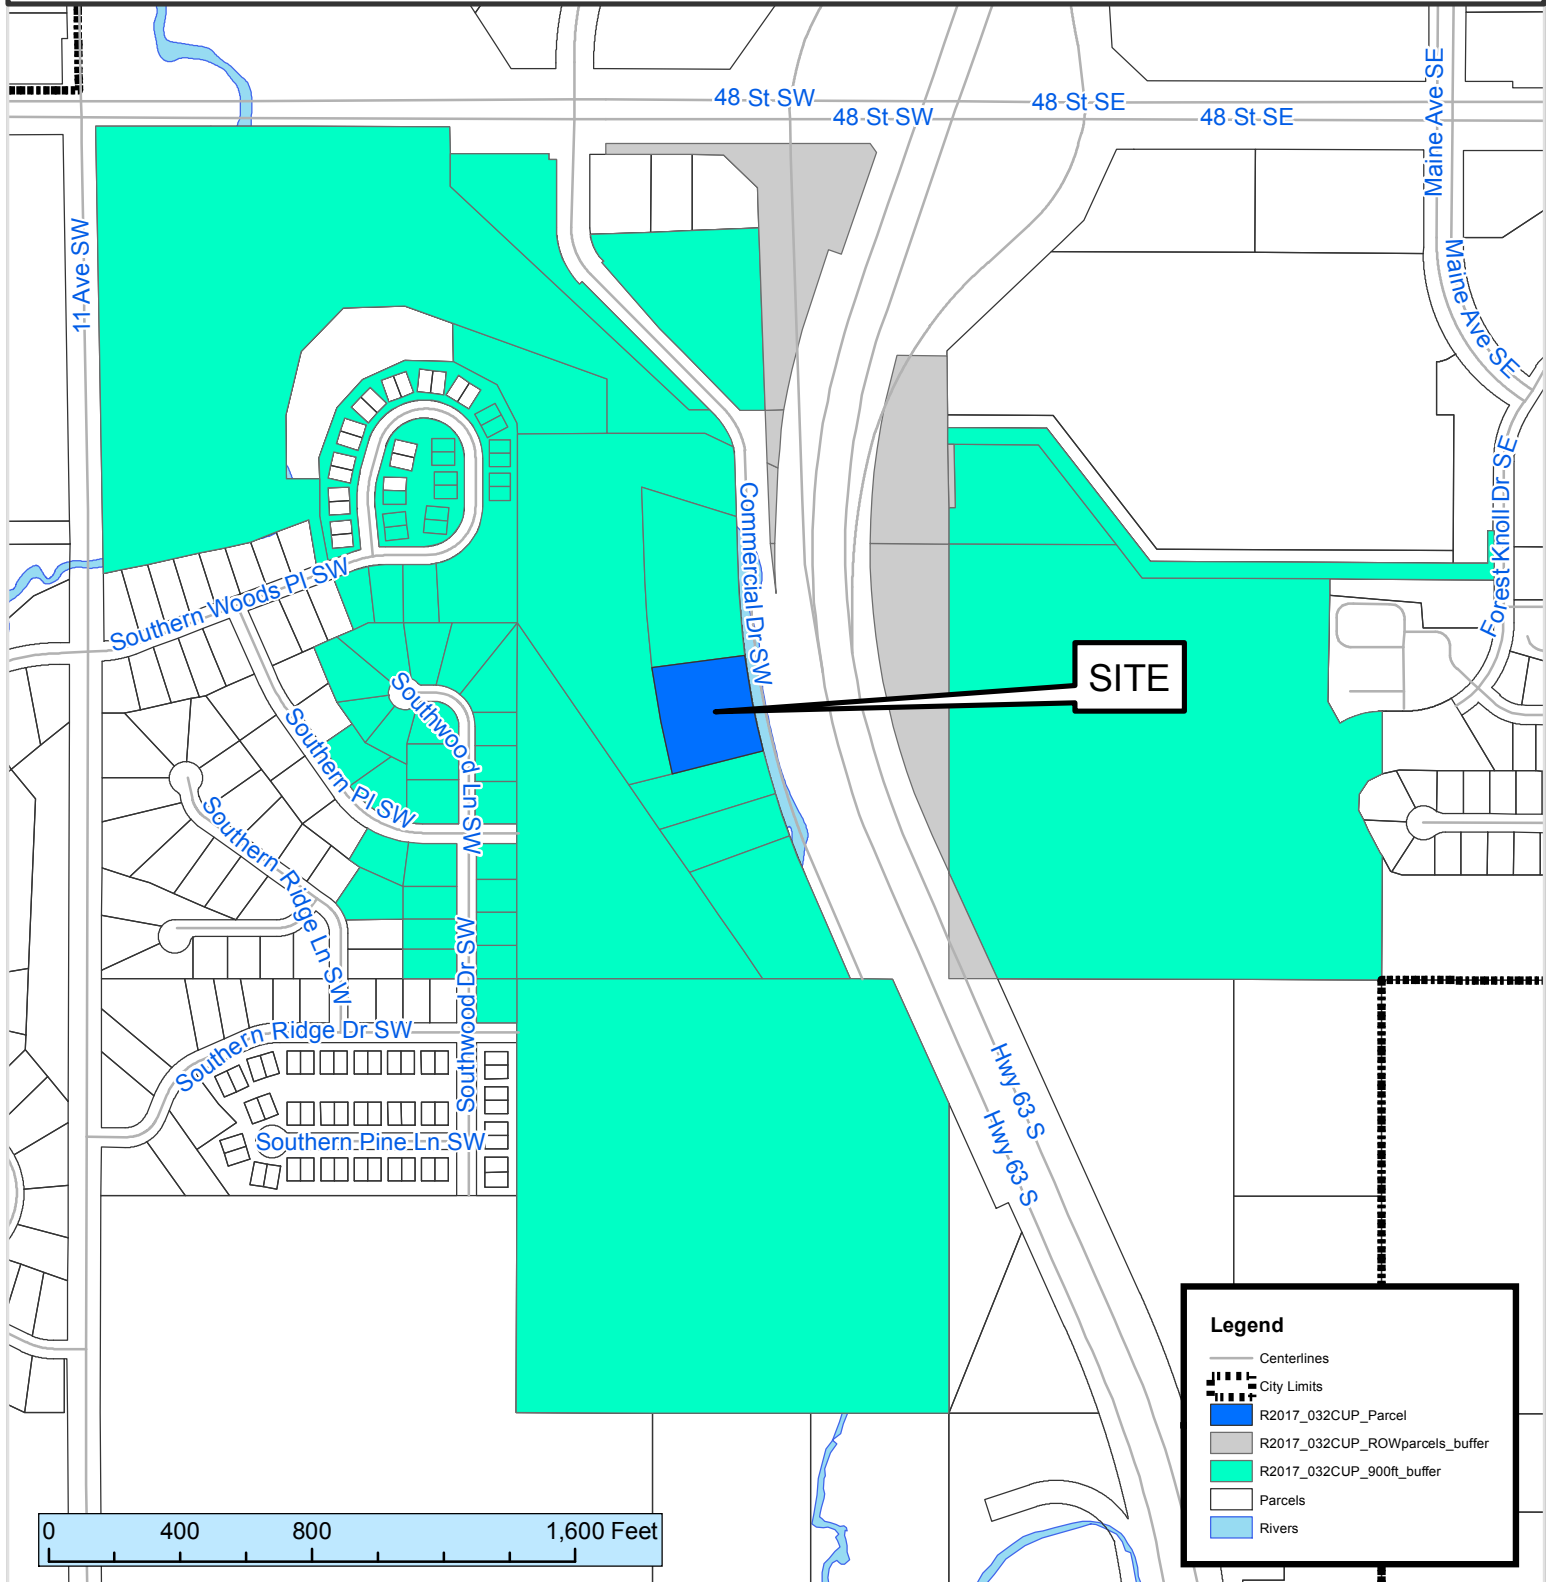 48 St SW
48 St SW
48 St SE
48 St SE
Maine Ave SE
Maine Ave SE
11 Ave SW
Commercial Dr SW
Forest Knoll Dr SE
Southern Woods Pl SW
SITE
Southwood Ln SW
Southern Pl SW
Southern Ridge Ln SW
Southwood Dr SW
Southern Ridge Dr SW
Southern Pine Ln SW
Hwy 63 S
Hwy 63 S
Legend
Centerlines
City Limits
R2017_032CUP_Parcel
R2017_032CUP_ROWparcels_buffer
R2017_032CUP_900ft_buffer
Parcels
Rivers
0 400 800 1,600 Feet